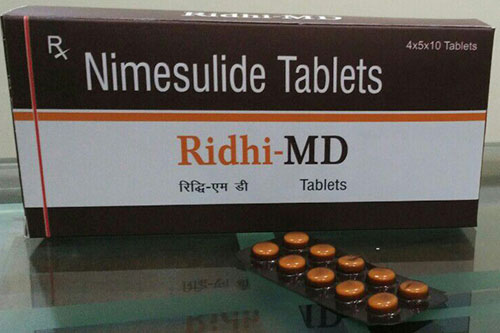 Rx
4x5x10 Tablets
Nimesulide Tablets
Ridhi-MD
रिद्धि-एम डी Tablets